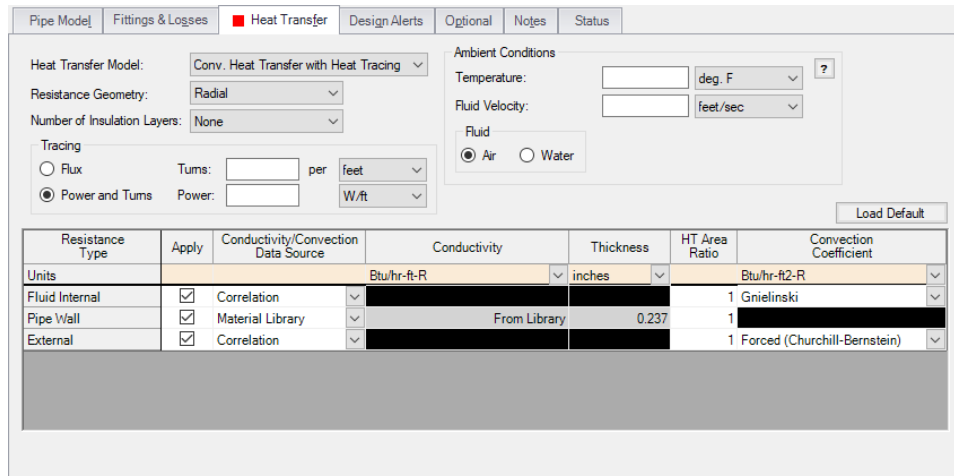 Pipe Model Fittings & Losses Heat Transfer Design Alerts Optional Notes Status
Heat Transfer Model: Conv. Heat Transfer with Heat Tracing
Resistance Geometry: Radial
Number of Insulation Layers: None
Tracing
Flux Turns: per feet
Power and Turns Power: W/ft
Ambient Conditions
Temperature: deg. F ?
Fluid Velocity: feet/sec
Fluid
Air Water
Load Default
Resistance Type Apply Conductivity/Convection Data Source Conductivity Thickness HT Area Ratio Convection Coefficient
Units Btu/hr-ft-R inches Btu/hr-ft2-R
Fluid Internal Correlation 1 Gnielinski
Pipe Wall Material Library From Library 0.237 1
External Correlation 1 Forced (Churchill-Bernstein)